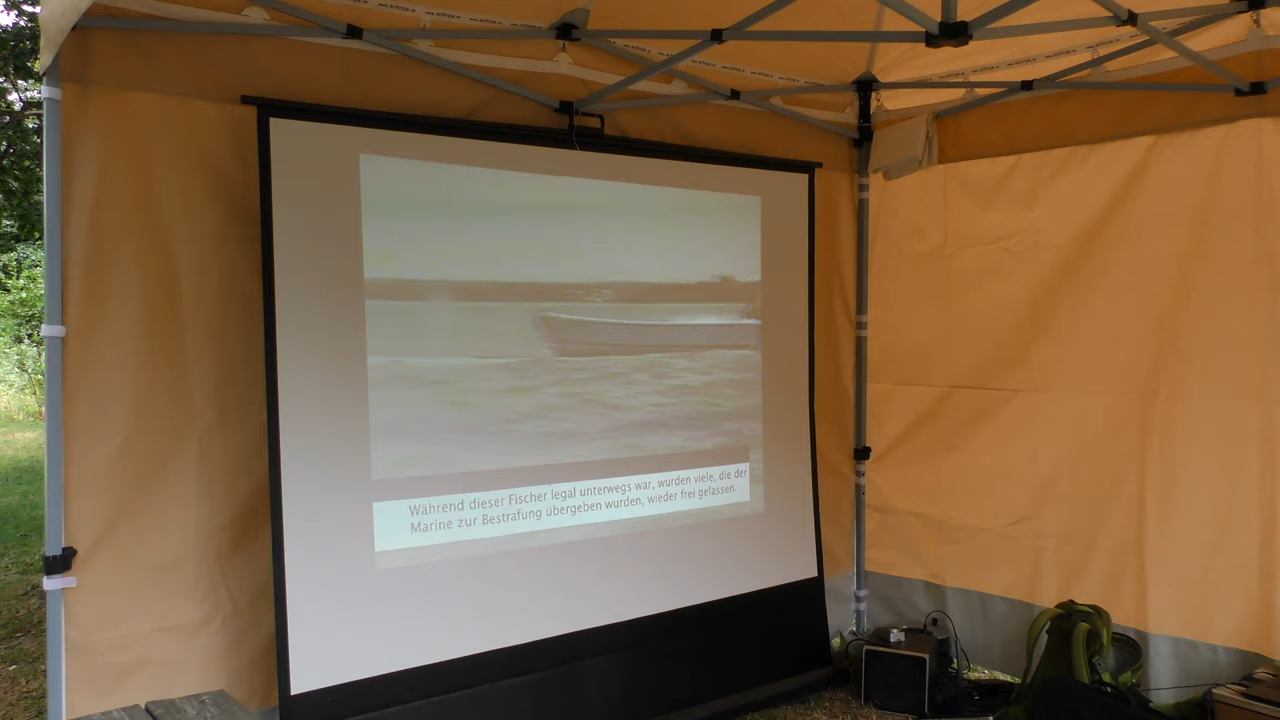 Während dieser Fischer legal unterwegs war, wurden viele, die der
Marine zur Bestrafung übergeben wurden, wieder frei gelassen.